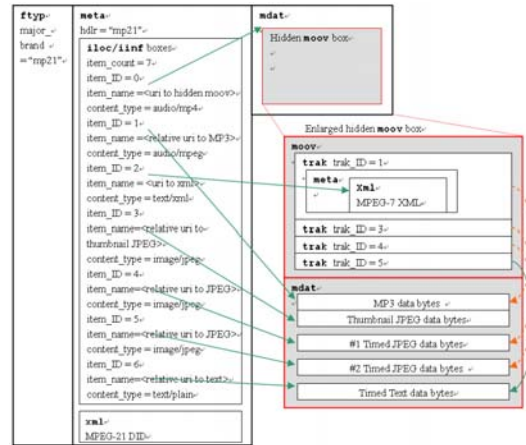 ftyp
major_
brand
="mp21"
meta
hdlr = "mp21"
iloc/iinf boxes
item_count = 7
item_ID = 0
item_name =<uri to hidden moov>
content_type = audio/mp4
item_ID = 1
item_name =<relative uri to MP3>
content_type = audio/mpeg
item_ID = 2
item_name = <uri to xml>
content_type = text/xml
item_ID = 3
item_name=<relative uri to
thumbnail JPEG>
content_type = image/jpeg
item_ID = 4
item_name=<relative uri to JPEG>
content_type = image/jpeg
item_ID = 5
item_name=<relative uri to JPEG>
content_type = image/jpeg
item_ID = 6
item_name=<relative uri to text>
content_type = text/plain
xml
MPEG-21 DID
mdat
Hidden moov box
Enlarged hidden moov box
moov
trak trak_ID = 1
meta
Xml
MPEG-7 XML
trak trak_ID = 3
trak trak_ID = 4
trak trak_ID = 5
mdat
MP3 data bytes
Thumbnail JPEG data bytes
#1 Timed JPEG data bytes
#2 Timed JPEG data bytes
Timed Text data bytes